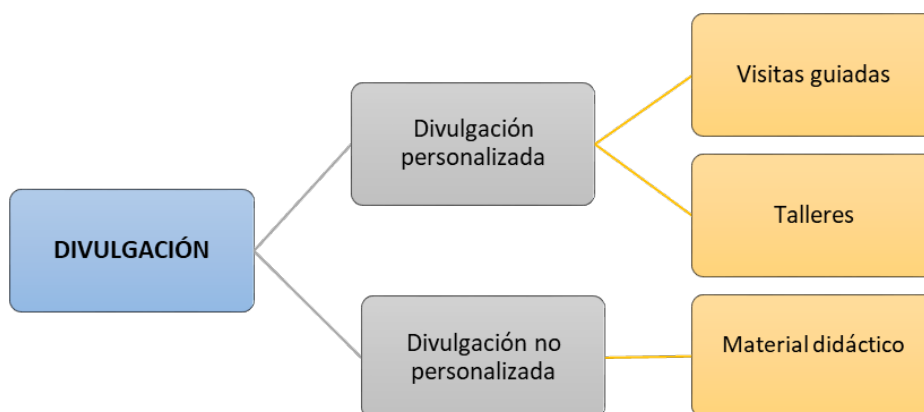 DIVULGACIÓN
Divulgación
personalizada
Visitas guiadas
Talleres
Divulgación no
personalizada
Material didáctico